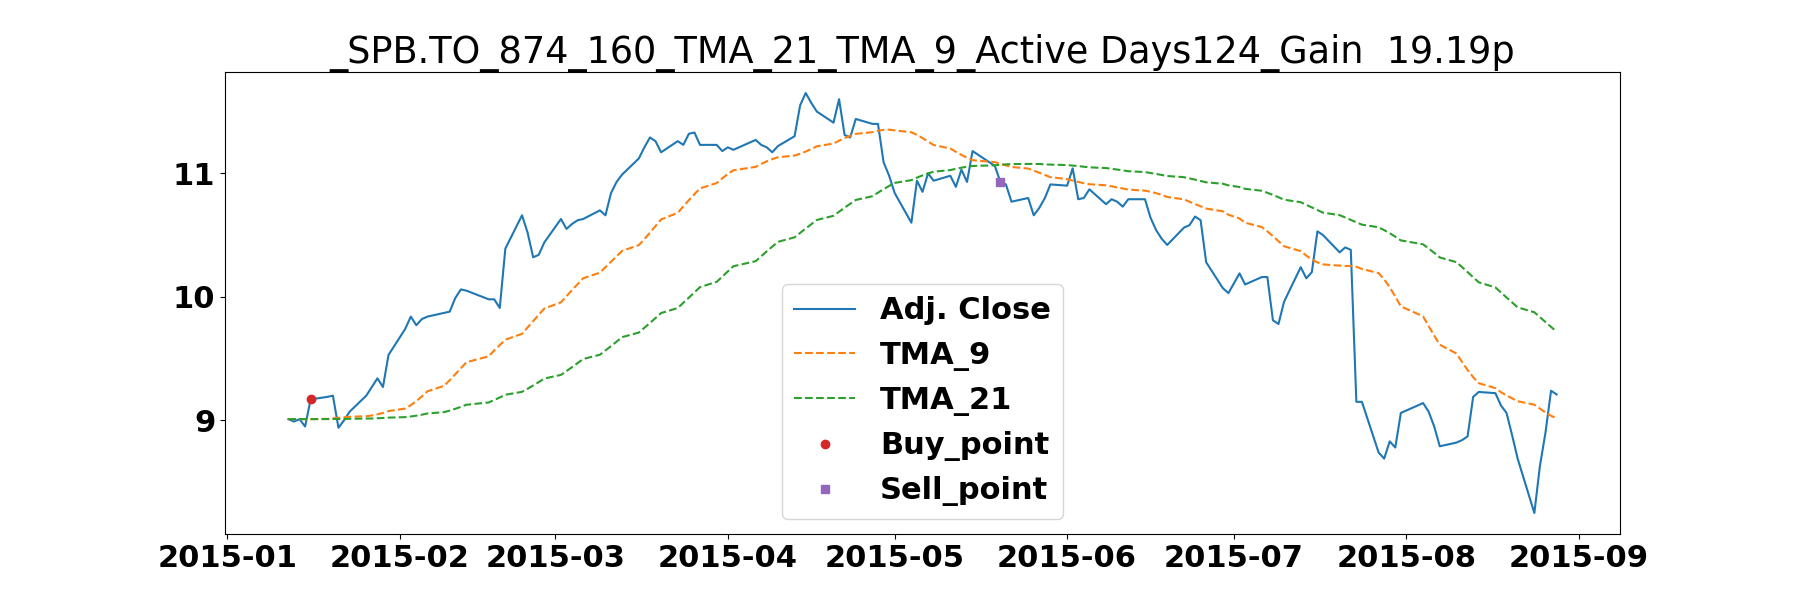 _SPB.TO_874_160_TMA_21_TMA_9_Active Days124_Gain  19.19p
11
10
9
Adj. Close
TMA_9
TMA_21
Buy_point
Sell_point
2015-01 2015-02 2015-03 2015-04 2015-05 2015-06 2015-07 2015-08 2015-09